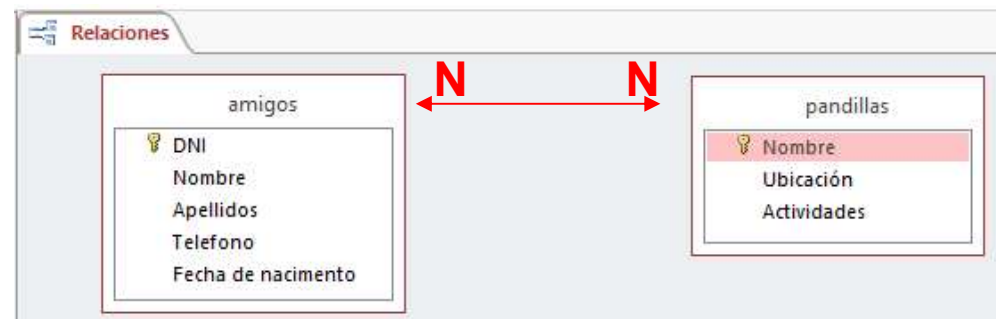 Relaciones
N N
amigos
DNI
Nombre
Apellidos
Telefono
Fecha de nacimento
pandillas
Nombre
Ubicación
Actividades